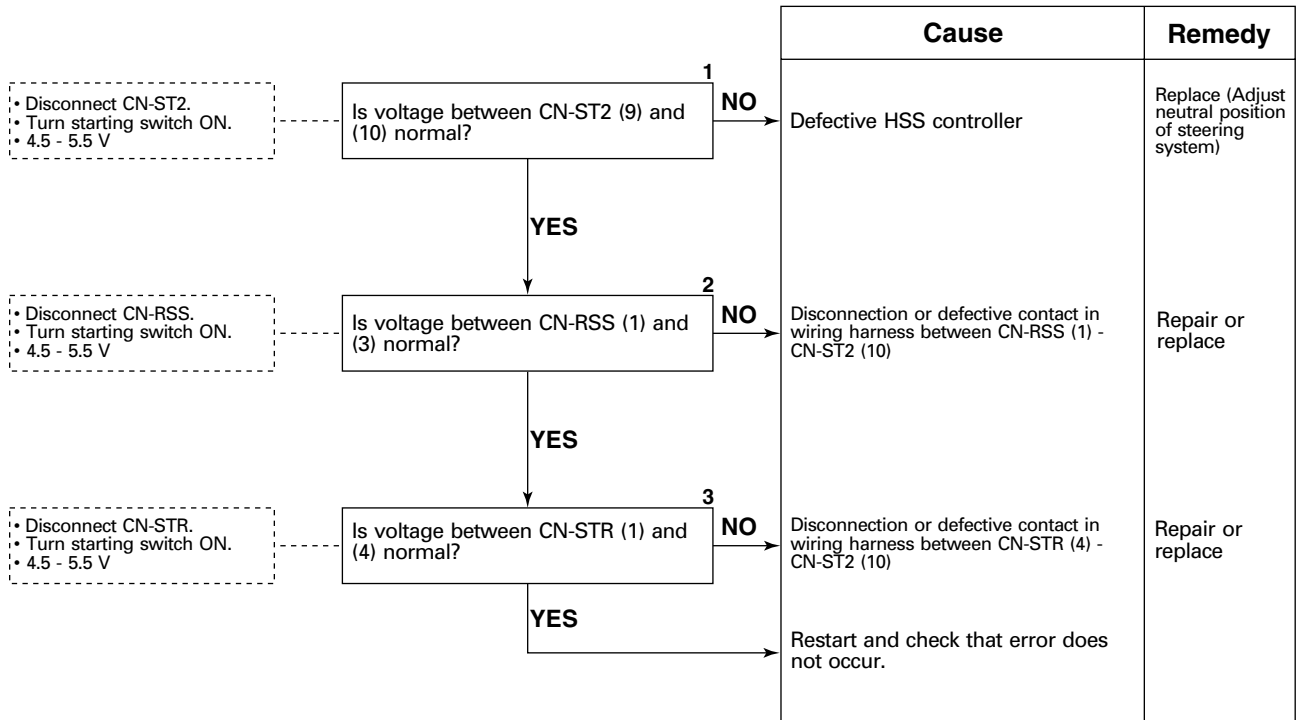 Cause
Remedy
• Disconnect CN-ST2.
• Turn starting switch ON.
• 4.5 - 5.5 V
1
Is voltage between CN-ST2 (9) and
(10) normal?
NO
Defective HSS controller
Replace (Adjust
neutral position
of steering
system)
YES
• Disconnect CN-RSS.
• Turn starting switch ON.
• 4.5 - 5.5 V
2
Is voltage between CN-RSS (1) and
(3) normal?
NO
Disconnection or defective contact in
wiring harness between CN-RSS (1) -
CN-ST2 (10)
Repair or
replace
YES
• Disconnect CN-STR.
• Turn starting switch ON.
• 4.5 - 5.5 V
3
Is voltage between CN-STR (1) and
(4) normal?
NO
Disconnection or defective contact in
wiring harness between CN-STR (4) -
CN-ST2 (10)
Repair or
replace
YES
Restart and check that error does
not occur.